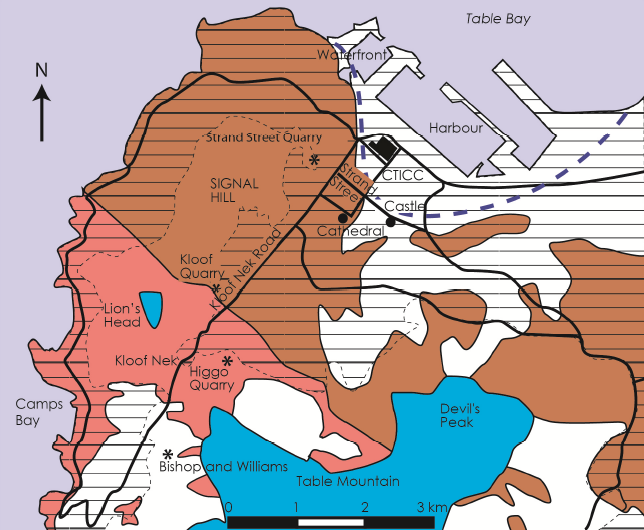 Table Bay
Waterfront
N
Harbour
Strand Street Quarry
Strand
Street
CTICC
SIGNAL
HILL
Castle
Cathedral
Kloof
Quarry
Kloof Nek Road
Lion's
Head
Kloof Nek
Higgo
Quarry
Camps
Bay
Devil's
Peak
Bishop and Williams
Table Mountain
0 1 2 3 km